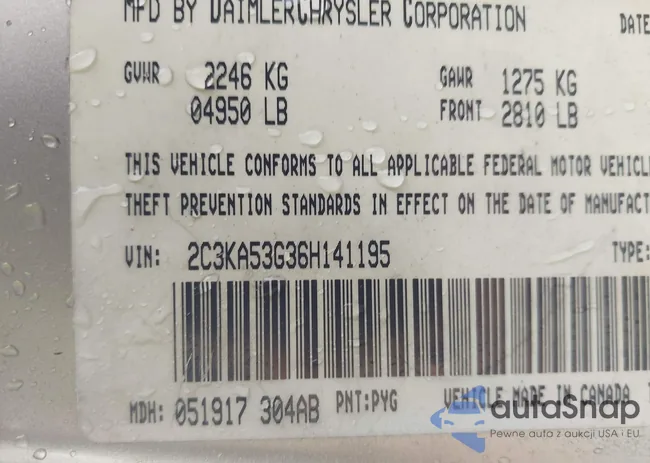 MFD BY DAIMLERCHRYSLER CORPORATION DATE
GVWR 2246 KG GAWR 1275 KG
04950 LB FRONT 2810 LB
THIS VEHICLE CONFORMS TO ALL APPLICABLE FEDERAL MOTOR VEHICL
THEFT PREVENTION STANDARDS IN EFFECT ON THE DATE OF MANUFACT
VIN: 2C3KA53G36H141195 TYPE:
MDH: 051917 304AB PNT:PYG VEHICLE MADE IN CANADA
autoSnap
Pewne auto z aukcji USA i EU